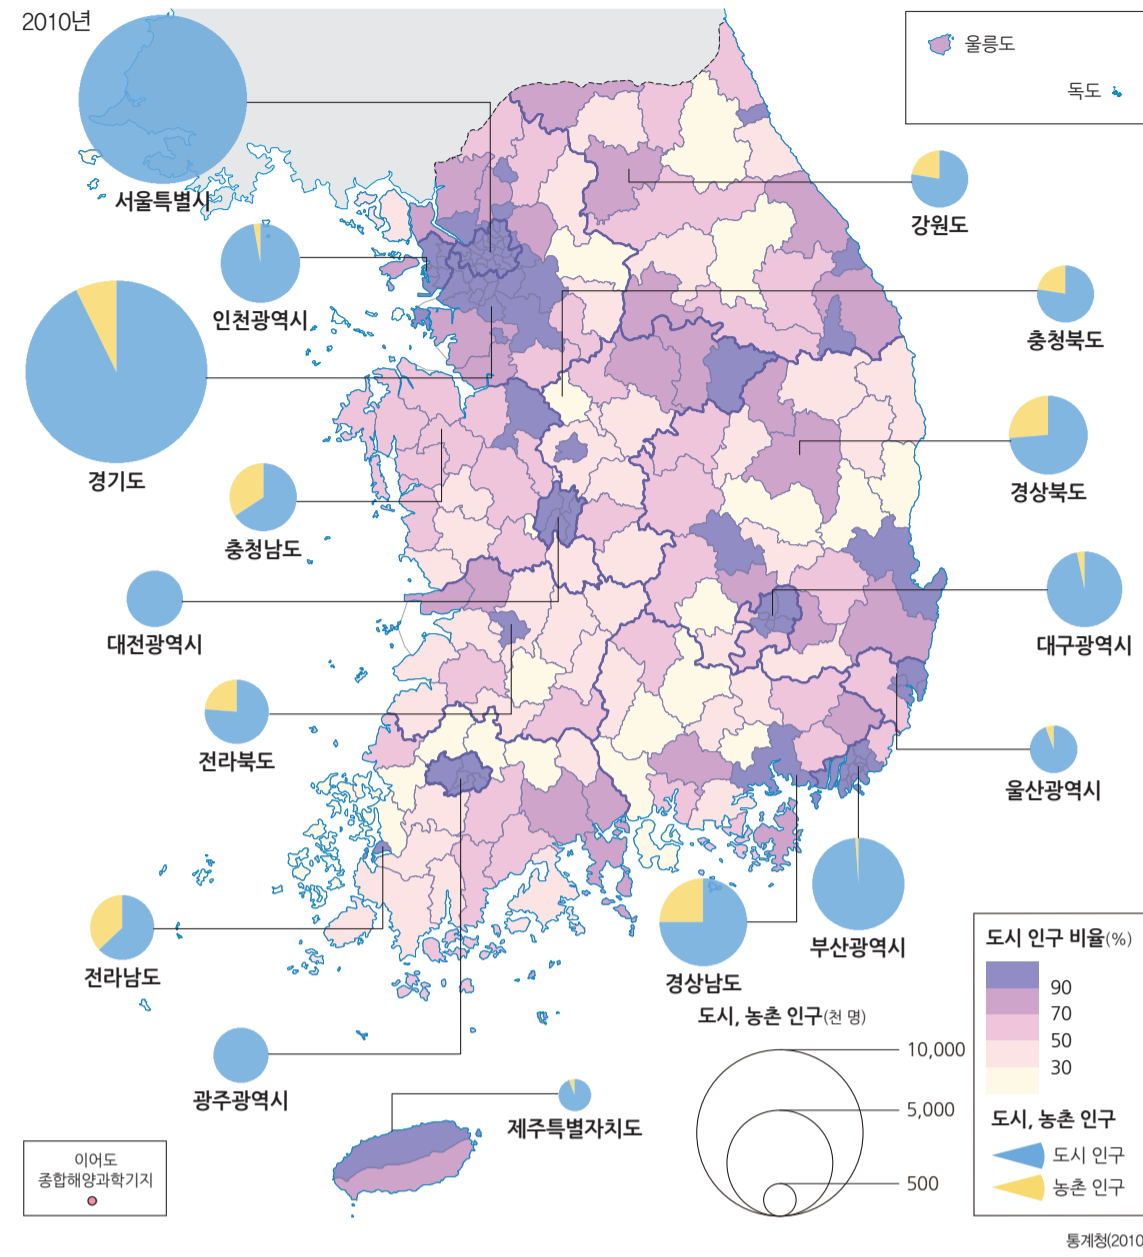 2010년
울릉도
독도
서울특별시
강원도
인천광역시
충청북도
경기도
경상북도
충청남도
대전광역시
대구광역시
전라북도
울산광역시
전라남도
경상남도
부산광역시
광주광역시
제주특별자치도
이어도
종합해양과학기지
도시, 농촌 인구(천 명)
10,000
5,000
500
도시 인구 비율(%)
90
70
50
30
도시, 농촌 인구
도시 인구
농촌 인구
통계청(2010